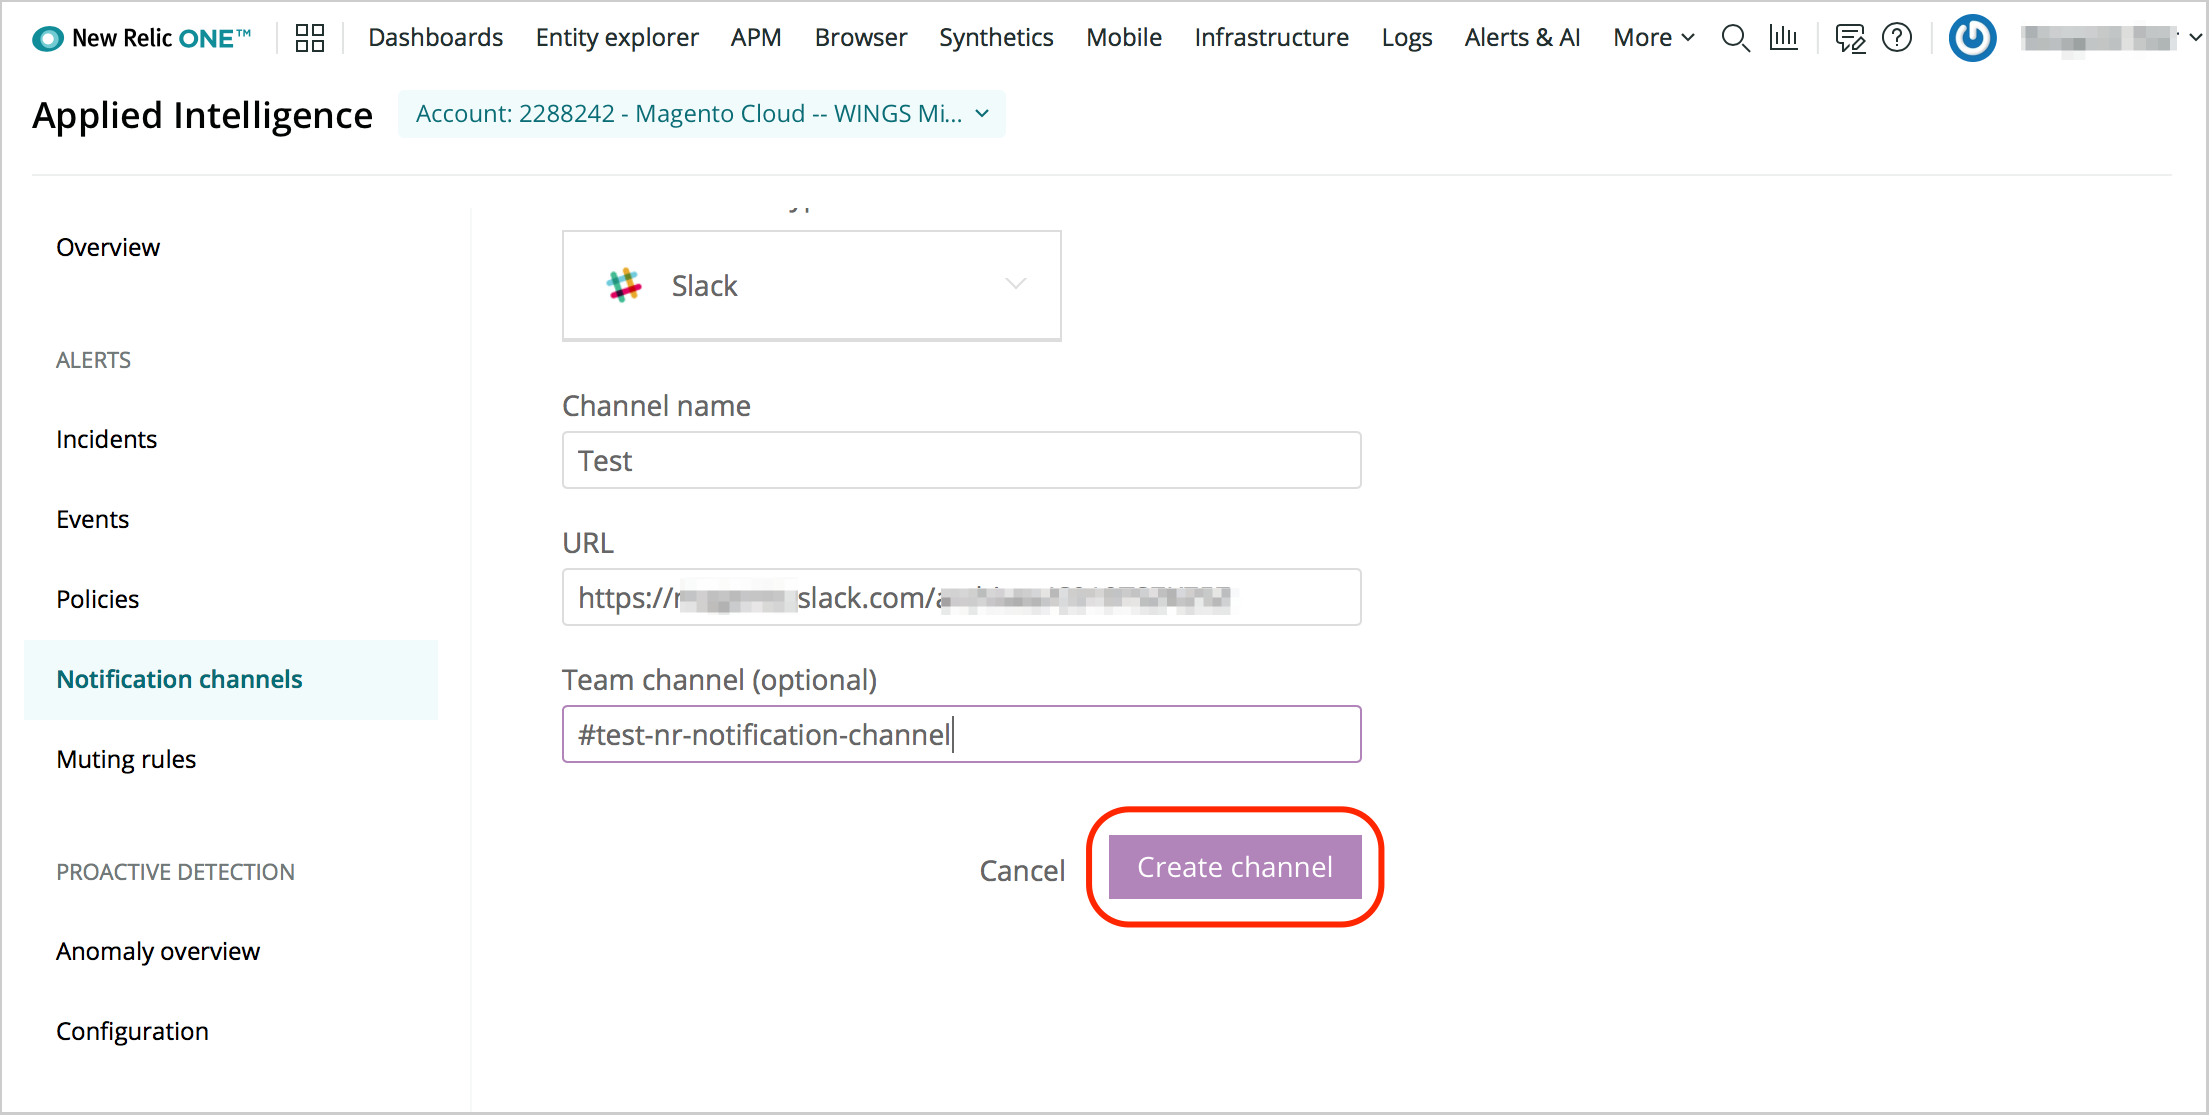 New Relic ONE™ Dashboards Entity explorer APM Browser Synthetics Mobile Infrastructure Logs Alerts & AI More
Applied Intelligence Account: 2288242 - Magento Cloud -- WINGS Mi...
Overview
ALERTS
Incidents
Events
Policies
Notification channels
Muting rules
PROACTIVE DETECTION
Anomaly overview
Configuration
Slack
Channel name
Test
URL
https:// slack.com/
Team channel (optional)
#test-nr-notification-channel
Cancel Create channel